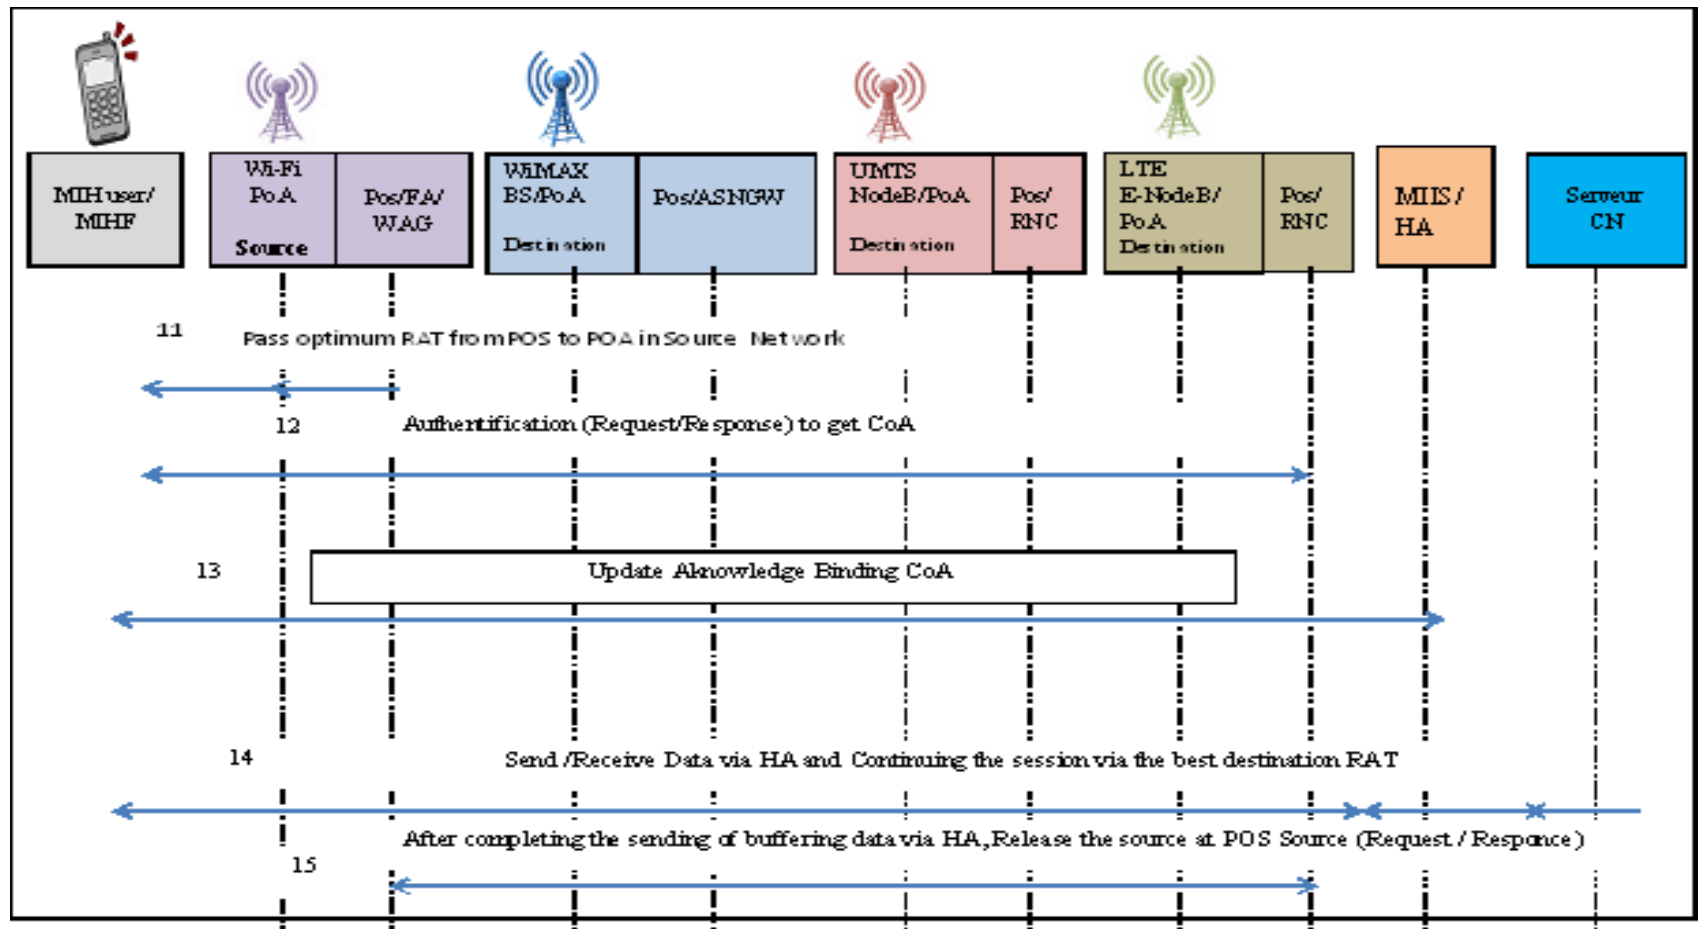 MIH user/
MIHF
Wi-Fi
PoA
Source
Pos/FA/
WAG
WiMAX
BS/PoA
Destination
Pos/ASNGW
UMTS
NodeB/PoA
Destination
Pos/
RNC
LTE
E-NodeB/
PoA
Destination
Pos/
RNC
MIIS/
HA
Serveur
CN
11
Pass optimum RAT from POS to POA in Source Network
12
Authentification (Request/Response) to get CoA
13
Update Aknowledge Binding CoA
14
Send /Receive Data via HA and Continuing the session via the best destination RAT
After completing the sending of buffering data via HA, Release the source at POS Source (Request / Responce)
15